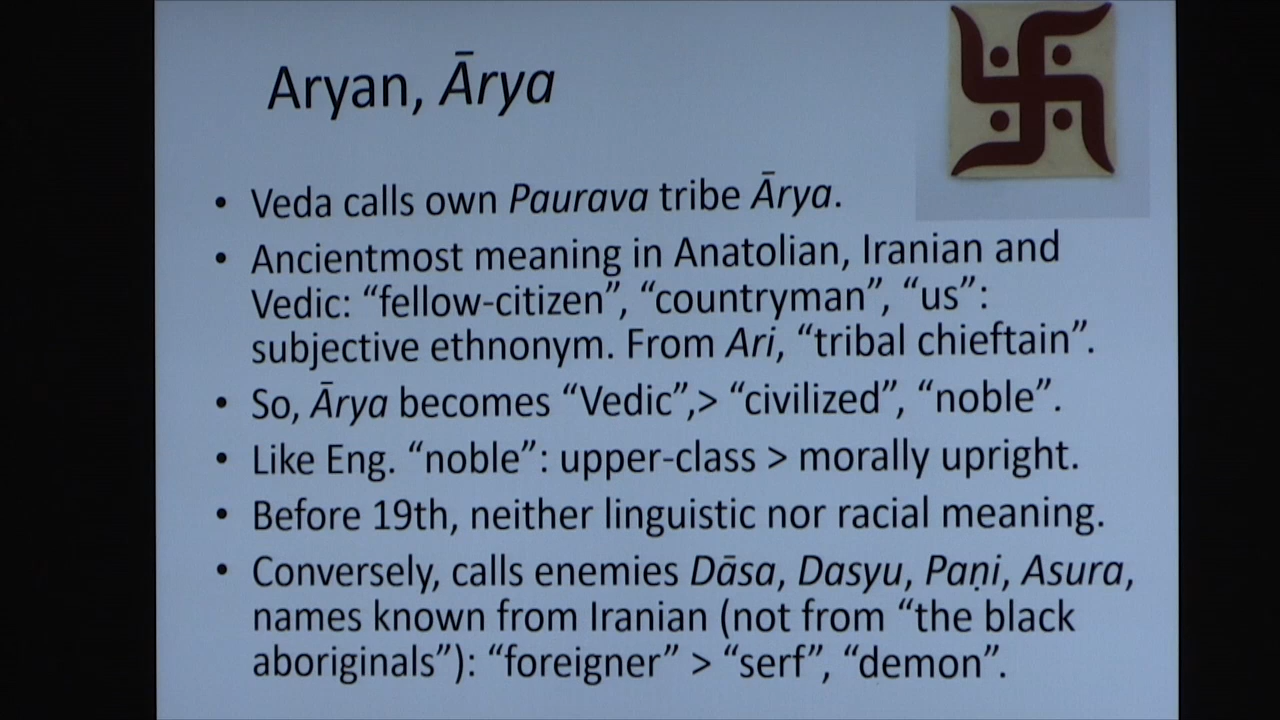 Aryan, Ārya
• Veda calls own Paurava tribe Ārya.
• Ancientmost meaning in Anatolian, Iranian and
Vedic: “fellow-citizen”, “countryman”, “us”:
subjective ethnonym. From Ari, “tribal chieftain”.
• So, Ārya becomes “Vedic”,> “civilized”, “noble”.
• Like Eng. “noble”: upper-class > morally upright.
• Before 19th, neither linguistic nor racial meaning.
• Conversely, calls enemies Dāsa, Dasyu, Paṇi, Asura,
names known from Iranian (not from “the black
aboriginals”): “foreigner” > “serf”, “demon”.